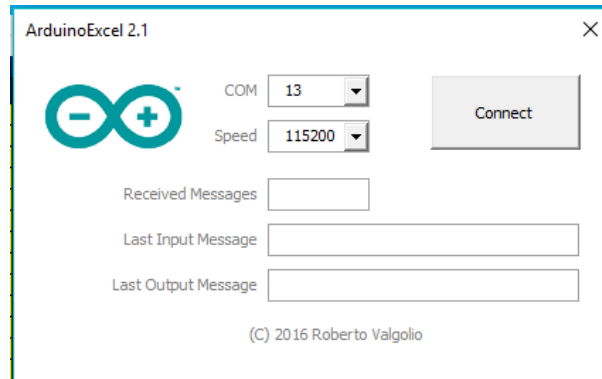 ArduinoExcel 2.1
COM 13
Connect
Speed 115200
Received Messages
Last Input Message
Last Output Message
(C) 2016 Roberto Valgolio